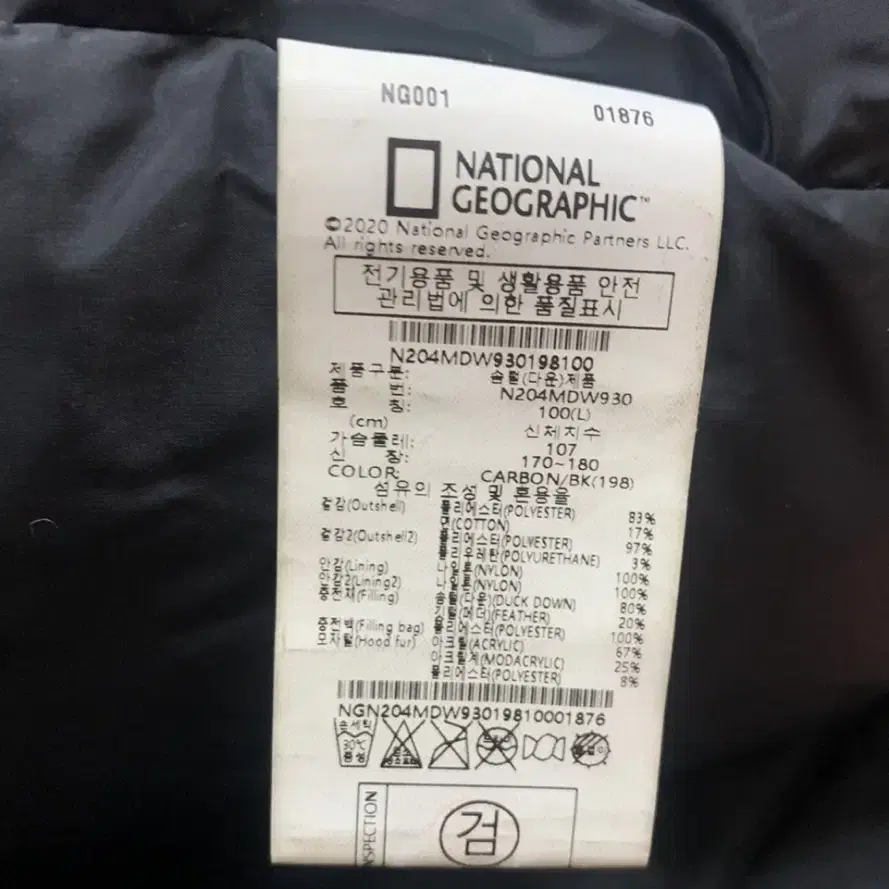 NG001 01876
NATIONAL
GEOGRAPHIC™
©2020 National Geographic Partners LLC.
All rights reserved.
전기용품 및 생활용품 안전
관리법에 의한 품질표시
N204MDW930198100
제품구분: 솜털(다운)제품
품 번: N204MDW930
호 칭: 100(L)
(cm) 신체치수
가슴둘레: 107
신 장: 170~180
COLOR: CARBON/BK(198)
섬유의 조성 및 혼용율
겉감(Outshell) 폴리에스터(POLYESTER) 83%
면(COTTON) 17%
겉감2(Outshell2) 폴리에스터(POLYESTER) 97%
폴리우레탄(POLYURETHANE) 3%
안감(Lining) 나일론(NYLON) 100%
안감2(Lining2) 나일론(NYLON) 100%
충전재(Filling) 솜털(다운)(DUCK DOWN) 80%
깃털(페더)(FEATHER) 20%
충전백(Filling bag) 폴리에스터(POLYESTER) 100%
모자털(Hood fur) 아크릴(ACRYLIC) 67%
아크릴계(MODACRYLIC) 25%
폴리에스터(POLYESTER) 8%
NGN204MDW93019810001876
손세탁
30℃
중성
검